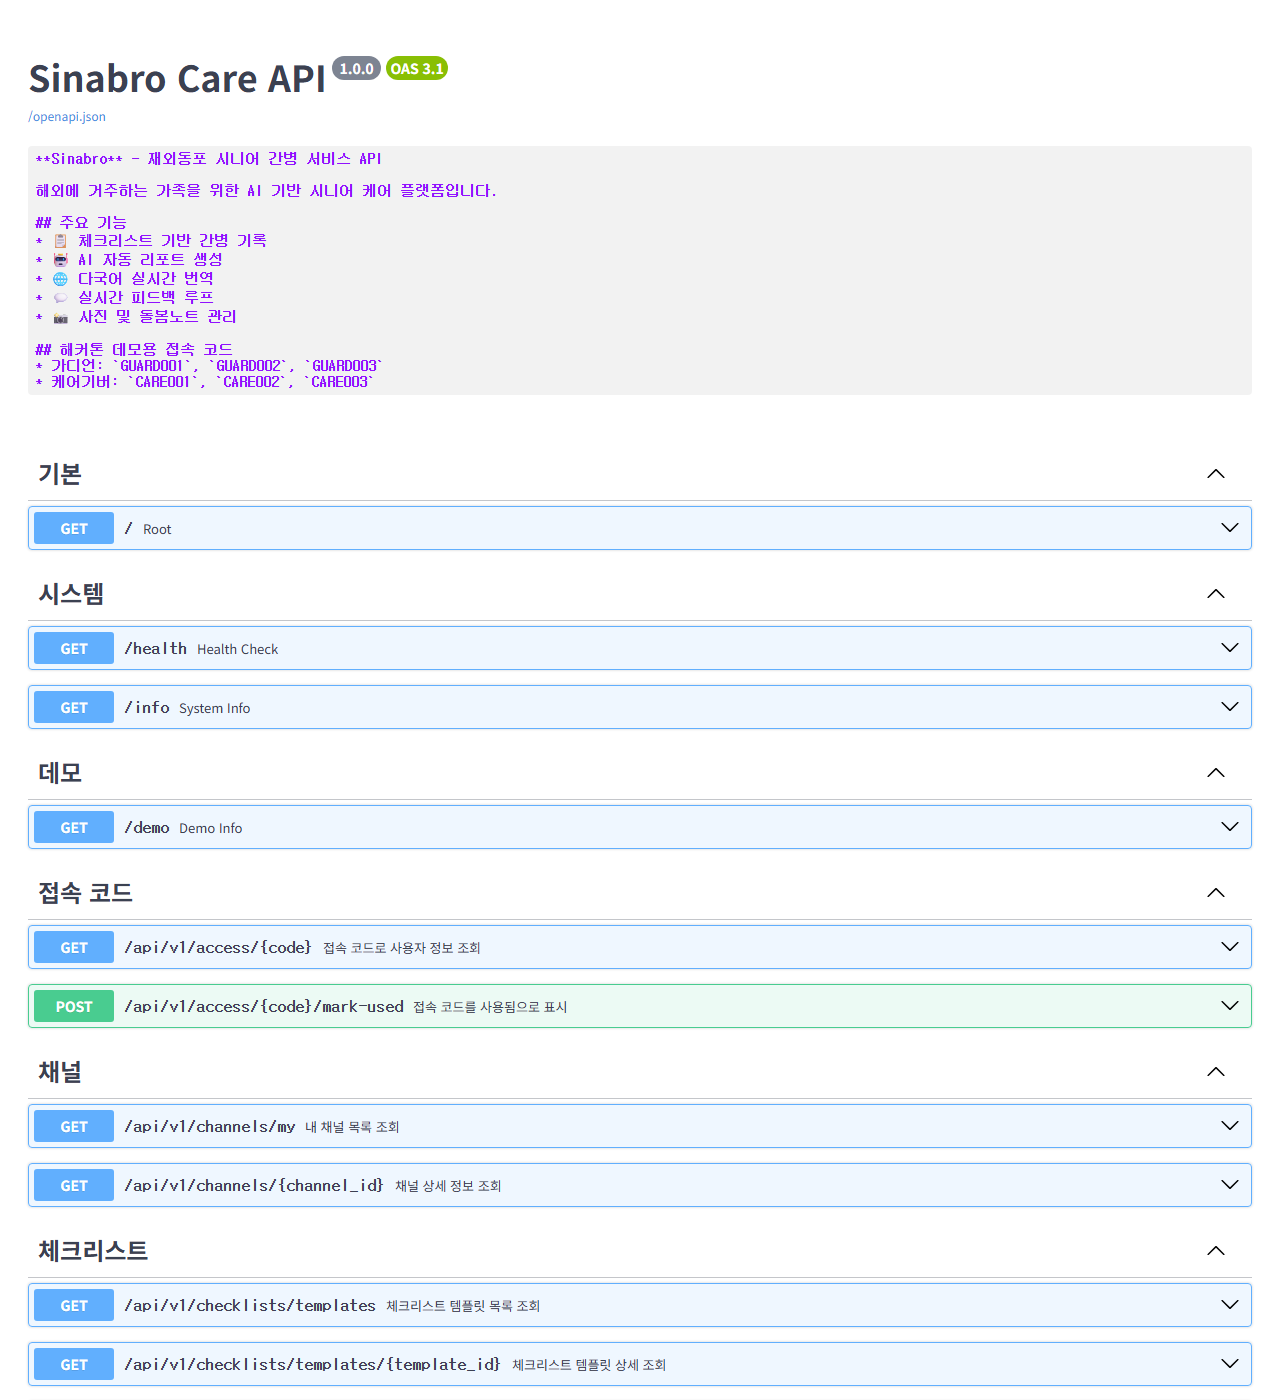 Sinabro Care API 1.0.0 OAS 3.1
/openapi.json
**Sinabro** - 재외동포 시니어 간병 서비스 API
해외에 거주하는 가족을 위한 AI 기반 시니어 케어 플랫폼입니다.
## 주요 기능
* 📋 체크리스트 기반 간병 기록
* 🤖 AI 자동 리포트 생성
* 🌐 다국어 실시간 번역
* 💬 실시간 피드백 루프
* 📸 사진 및 돌봄노트 관리
## 해커톤 데모용 접속 코드
* 가디언: `GUARD001`, `GUARD002`, `GUARD003`
* 케어기버: `CARE001`, `CARE002`, `CARE003`
기본
GET / Root
시스템
GET /health Health Check
GET /info System Info
데모
GET /demo Demo Info
접속 코드
GET /api/v1/access/{code} 접속 코드로 사용자 정보 조회
POST /api/v1/access/{code}/mark-used 접속 코드를 사용됨으로 표시
채널
GET /api/v1/channels/my 내 채널 목록 조회
GET /api/v1/channels/{channel_id} 채널 상세 정보 조회
체크리스트
GET /api/v1/checklists/templates 체크리스트 템플릿 목록 조회
GET /api/v1/checklists/templates/{template_id} 체크리스트 템플릿 상세 조회